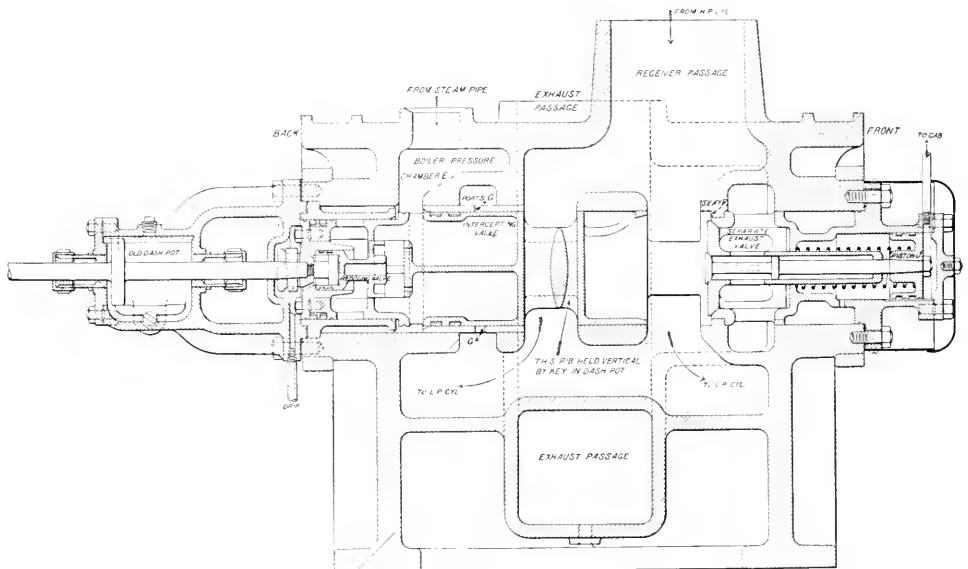 FROM H.P. CYL.
RECEIVER PASSAGE
FROM STEAM PIPE
EXHAUST
PASSAGE
BACK
FRONT
TO CAB
BOILER PRESSURE
CHAMBER E
PORTS G
INTERCEPTING
VALVE
SEAT F
SEPARATE
EXHAUST
VALVE
PISTON J
OLD DASH POT
VALVE
G
THIS RIB HELD VERTICAL
BY KEY IN DASH POT
TO L.P. CYL.
TO L.P. CYL.
DRIP
EXHAUST PASSAGE